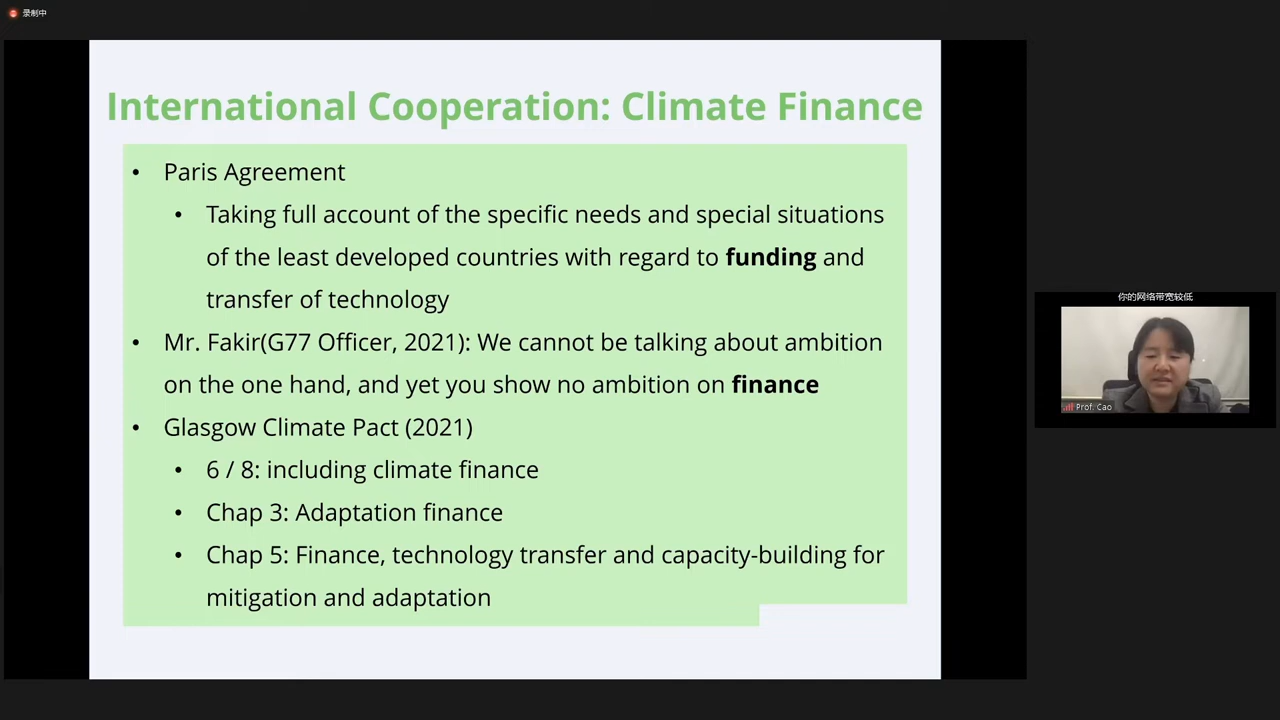 录制中
International Cooperation: Climate Finance
• Paris Agreement
• Taking full account of the specific needs and special situations
of the least developed countries with regard to funding and
transfer of technology
• Mr. Fakir(G77 Officer, 2021): We cannot be talking about ambition
on the one hand, and yet you show no ambition on finance
• Glasgow Climate Pact (2021)
• 6 / 8: including climate finance
• Chap 3: Adaptation finance
• Chap 5: Finance, technology transfer and capacity-building for
mitigation and adaptation
你的网络带宽较低
Prof. Cao